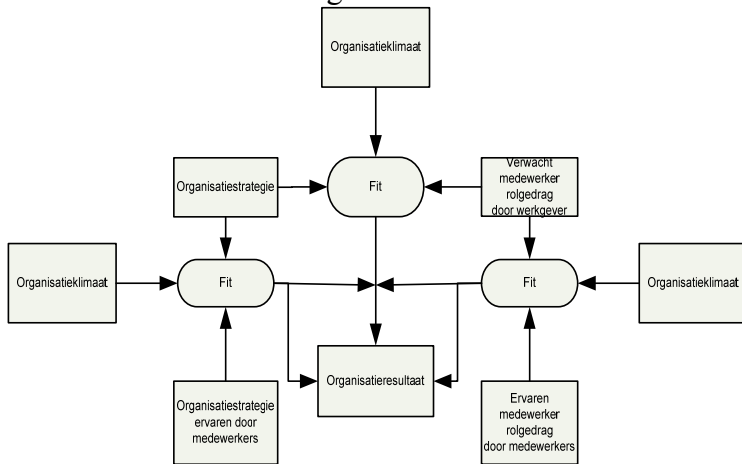 Organisatieklimaat
Organisatiestrategie
Fit
Verwacht
medewerker
rolgedrag
door werkgever
Organisatieklimaat
Fit
Fit
Organisatieklimaat
Organisatiestrategie
ervaren door
medewerkers
Organisatieresultaat
Ervaren
medewerker
rolgedrag
door medewerkers